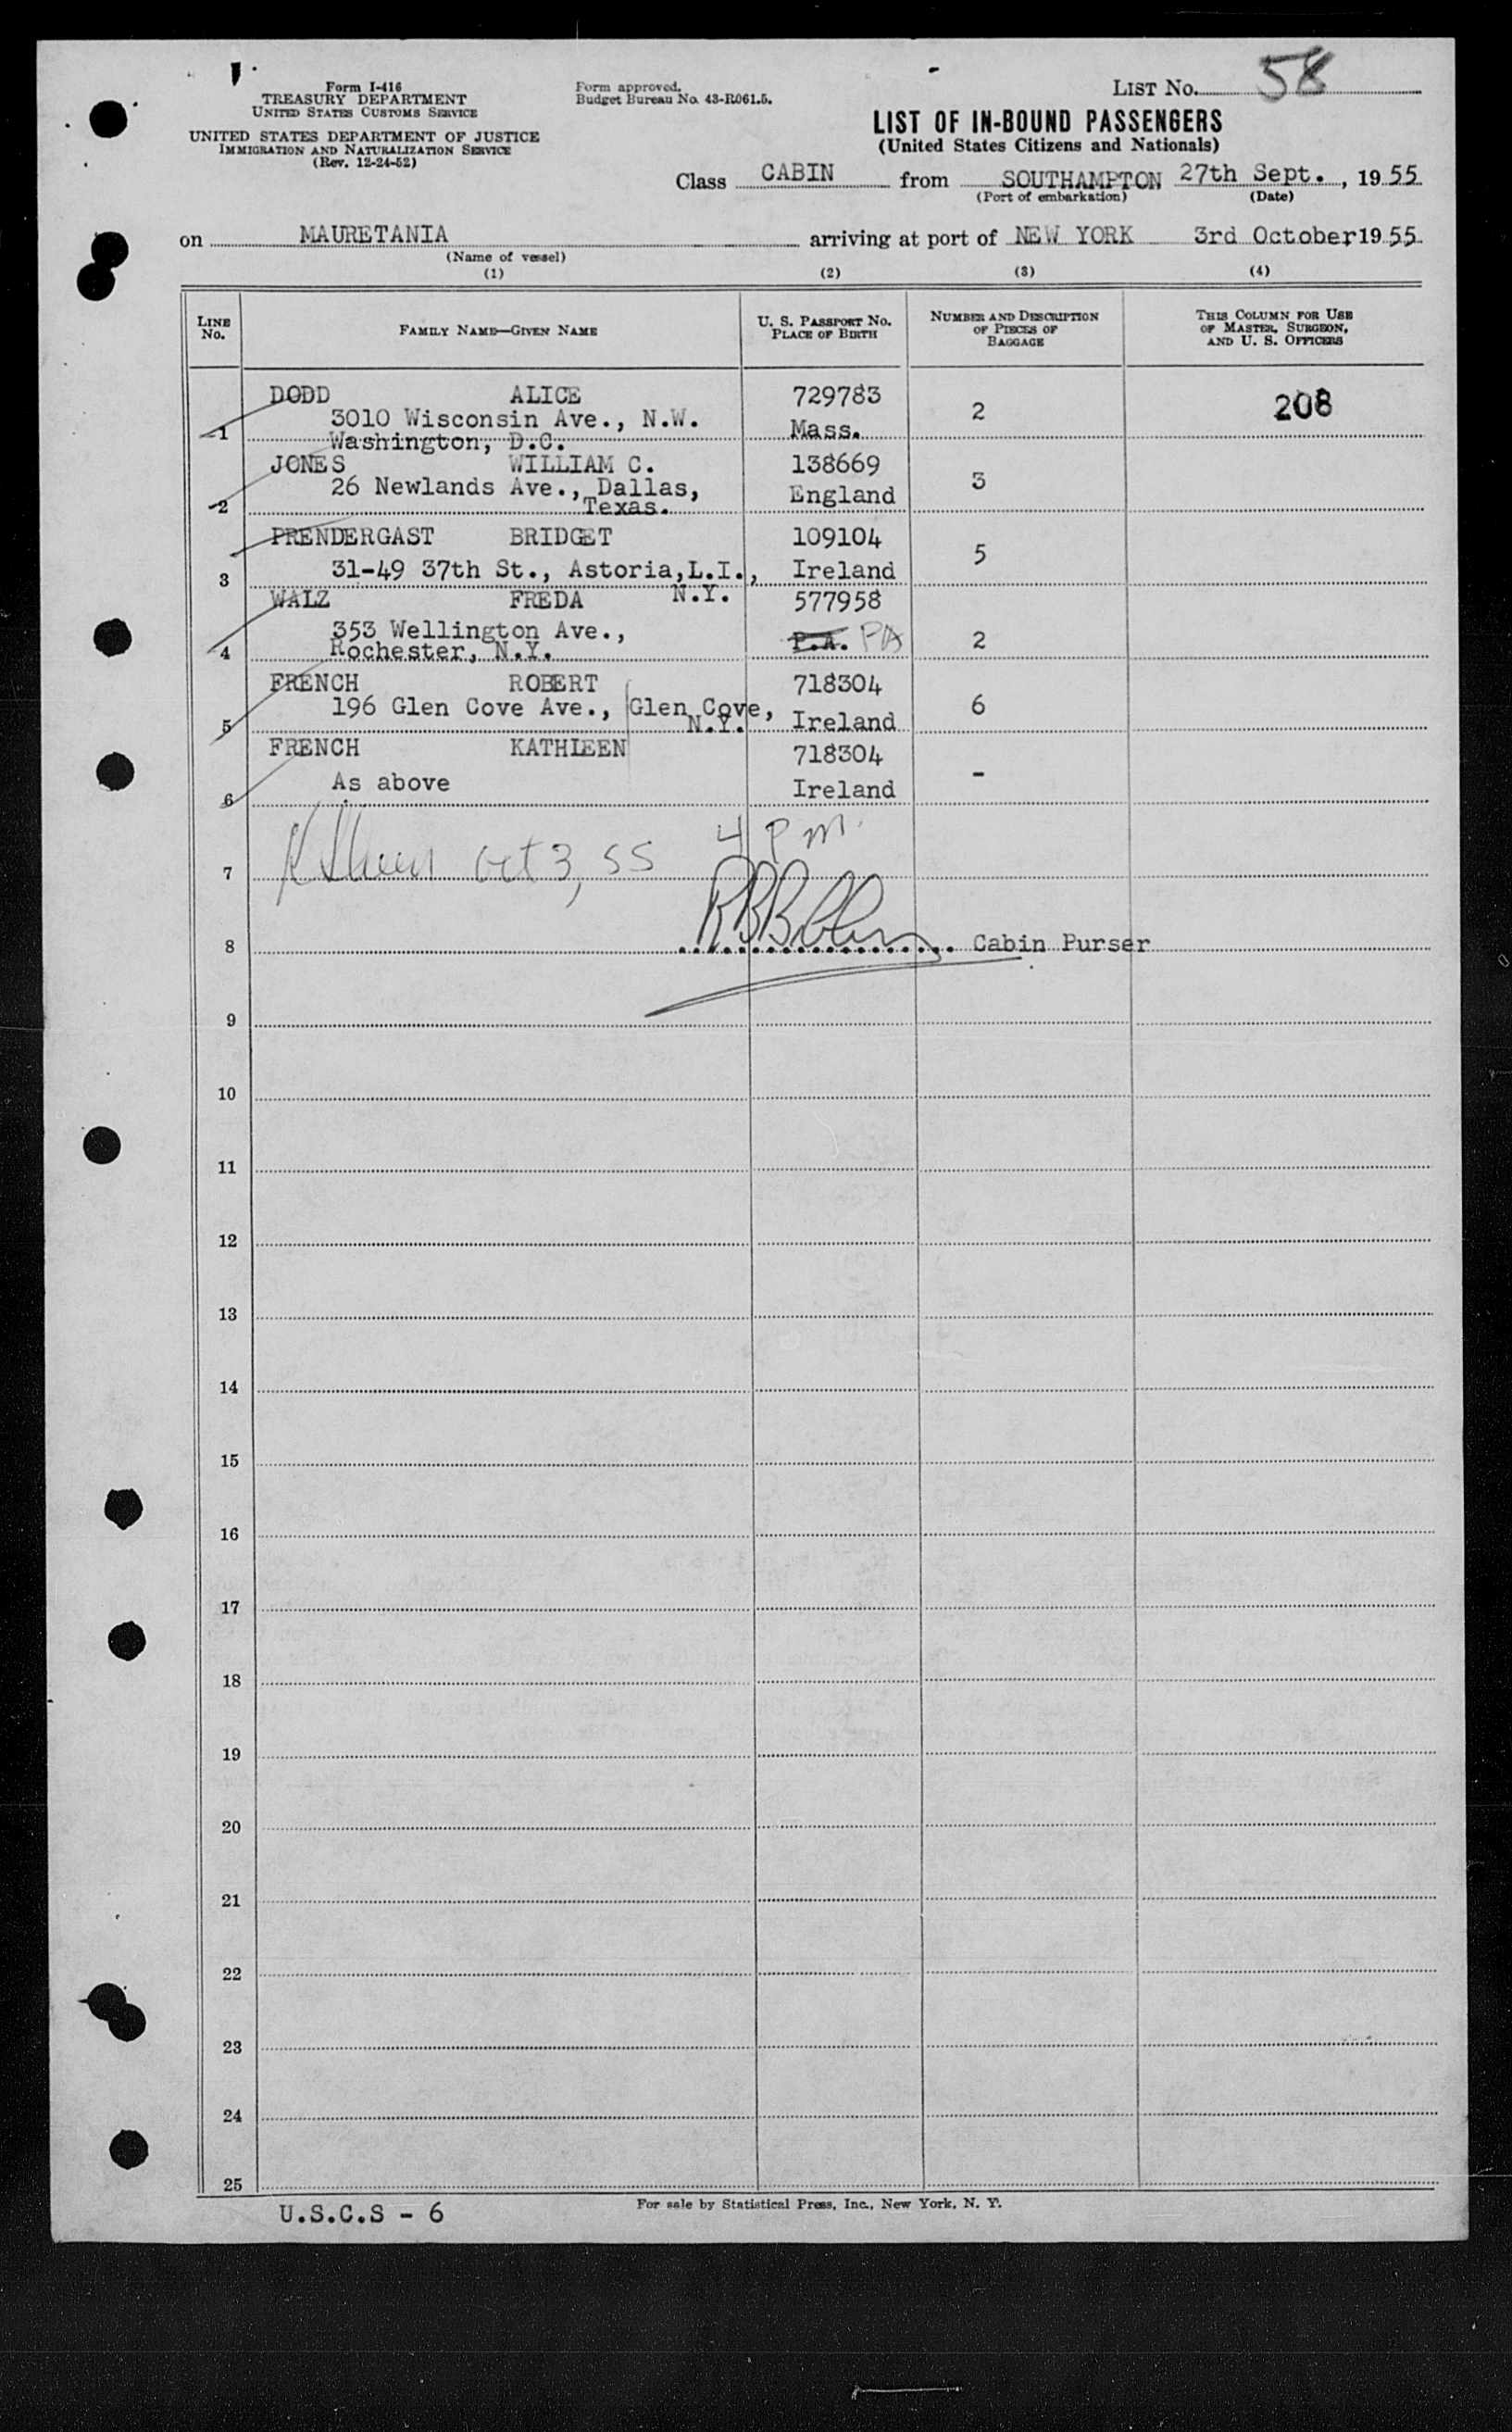 Form I-416
TREASURY DEPARTMENT
UNITED STATES CUSTOMS SERVICE
UNITED STATES DEPARTMENT OF JUSTICE
IMMIGRATION AND NATURALIZATION SERVICE
(Rev. 12-24-52)
Form approved.
Budget Bureau No. 43-R061.5.
LIST No. 58
LIST OF IN-BOUND PASSENGERS
(United States Citizens and Nationals)
Class CABIN from SOUTHAMPTON 27th Sept., 1955
(Port of embarkation) (Date)
on MAURETANIA arriving at port of NEW YORK 3rd October 1955
(Name of vessel)
(1) (2) (3) (4)
LINE No. FAMILY NAME—GIVEN NAME U. S. PASSPORT No. PLACE OF BIRTH NUMBER AND DESCRIPTION OF PIECES OF BAGGAGE THIS COLUMN FOR USE OF MASTER, SURGEON, AND U. S. OFFICERS
DODD ALICE 729783
3010 Wisconsin Ave., N.W. 2 208
1 Washington, D.C. Mass.
JONES WILLIAM C. 138669
26 Newlands Ave., Dallas, England 3
2 Texas.
PRENDERGAST BRIDGET 109104
3 31-49 37th St., Astoria, L.I., Ireland 5
N.Y.
WALZ FREDA 577958
353 Wellington Ave., P.A. PA 2
4 Rochester, N.Y.
FRENCH ROBERT 718304
196 Glen Cove Ave., Glen Cove, 6
5 N.Y. Ireland
FRENCH KATHLEEN 718304
6 As above Ireland -
7 Oct 3, 55 4 Pm.
8 Cabin Purser
9
10
11
12
13
14
15
16
17
18
19
20
21
22
23
24
25
U.S.C.S - 6
For sale by Statistical Press, Inc., New York, N. Y.